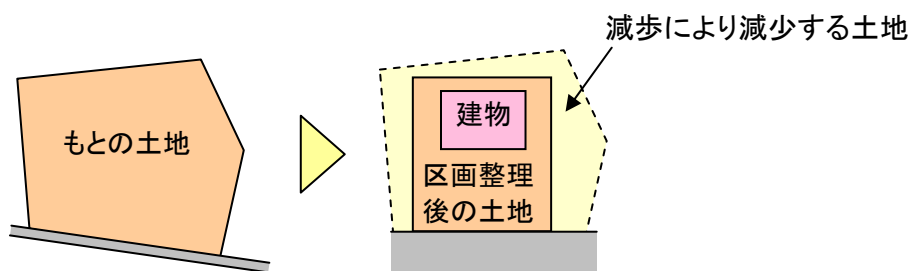 減歩により減少する土地
もとの土地
建物
区画整理
後の土地